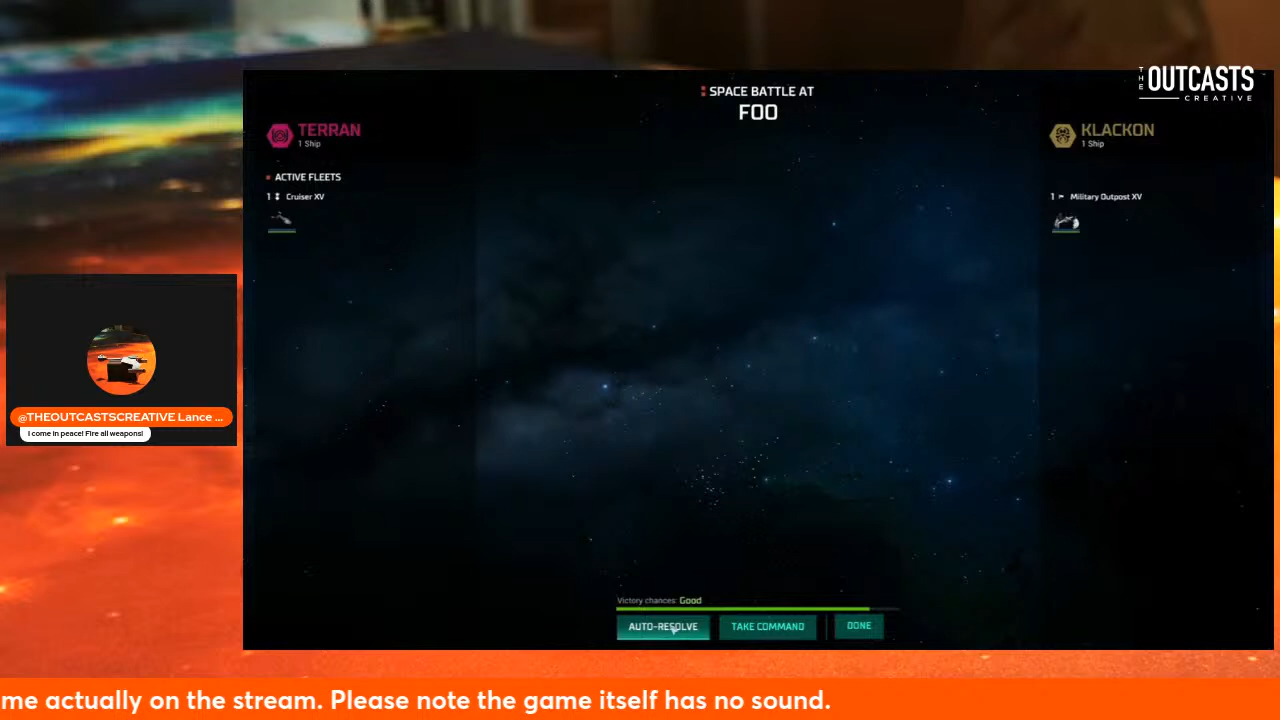 THE OUTCASTS
CREATIVE
SPACE BATTLE AT
FOO
TERRAN
1 Ship
ACTIVE FLEETS
1 Cruiser XV
KLACKON
1 Ship
1 Military Outpost XV
@THEOUTCASTSCREATIVE Lance ...
I come in peace! Fire all weapons!
Victory chances: Good
AUTO-RESOLVE
TAKE COMMAND
DONE
me actually on the stream. Please note the game itself has no sound.